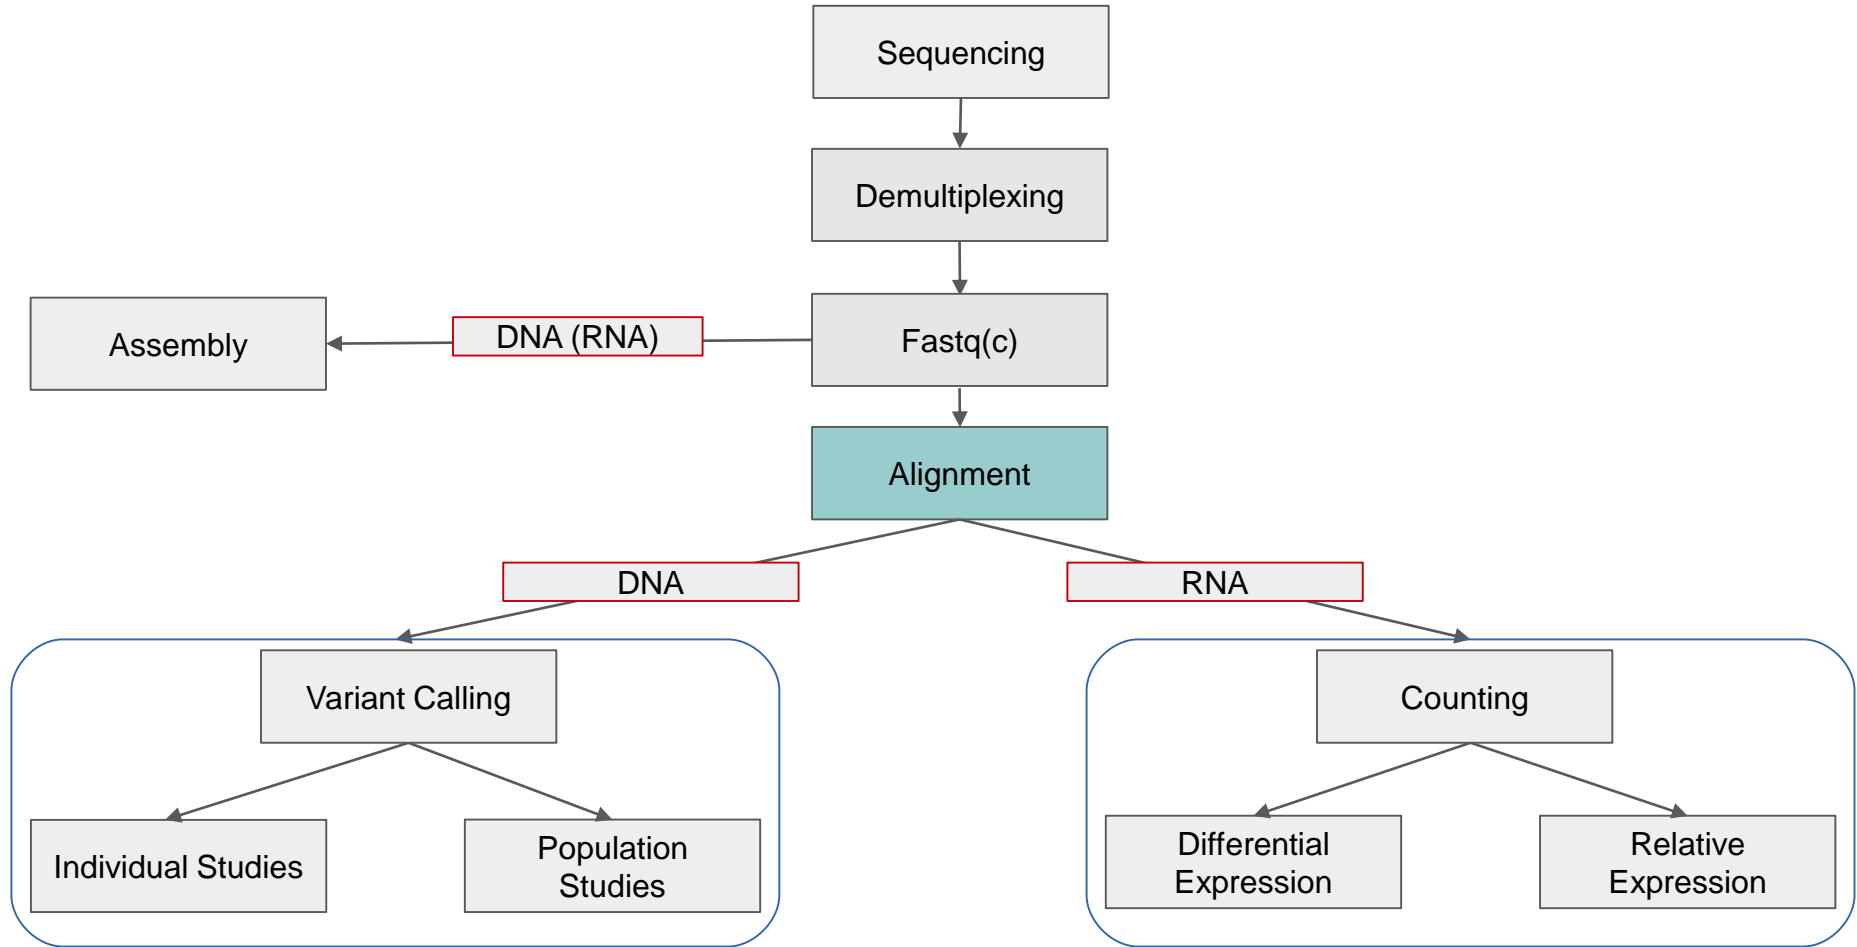 Sequencing
Demultiplexing
Assembly
DNA (RNA)
Fastq(c)
Alignment
DNA
RNA
Variant Calling
Counting
Individual Studies
Population
Studies
Differential
Expression
Relative
Expression